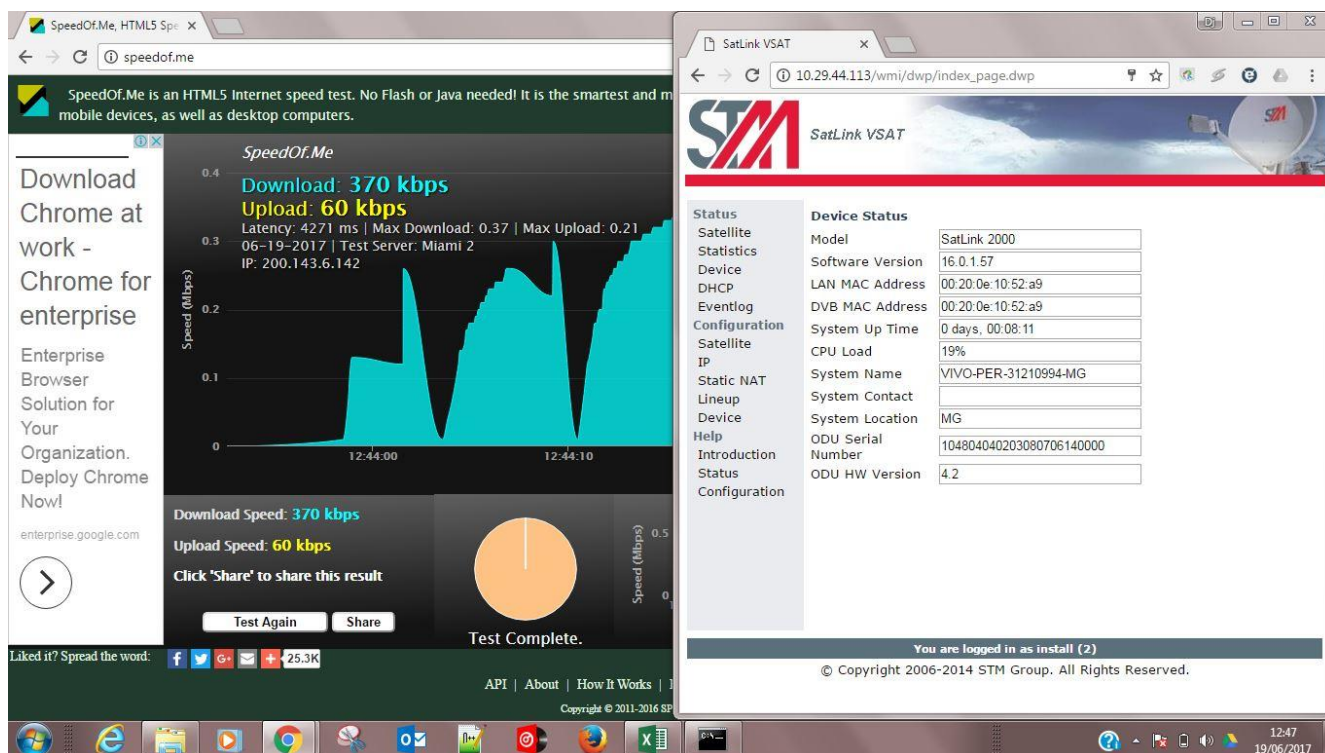 SpeedOf.Me, HTML5 Spe
speedof.me
SpeedOf.Me is an HTML5 Internet speed test. No Flash or Java needed! It is the smartest and m
mobile devices, as well as desktop computers.
Download
Chrome at
work -
Chrome for
enterprise
Enterprise
Browser
Solution for
Your
Organization.
Deploy Chrome
Now!
enterprise.google.com
SpeedOf.Me
Download: 370 kbps
Upload: 60 kbps
Latency: 4271 ms | Max Download: 0.37 | Max Upload: 0.21
06-19-2017 | Test Server: Miami 2
IP: 200.143.6.142
Speed (Mbps)
0.4
0.3
0.2
0.1
0
12:44:00 12:44:10
Download Speed: 370 kbps
Upload Speed: 60 kbps
Click 'Share' to share this result
Test Again Share
Test Complete.
Speed (Mbps)
0.5
0
Liked it? Spread the word: 25.3K
API | About | How It Works |
Copyright © 2011-2016 SP
SatLink VSAT
10.29.44.113/wmi/dwp/index_page.dwp
STM
SatLink VSAT
STM
Status
Satellite
Statistics
Device
DHCP
Eventlog
Configuration
Satellite
IP
Static NAT
Lineup
Device
Help
Introduction
Status
Configuration
Device Status
Model SatLink 2000
Software Version 16.0.1.57
LAN MAC Address 00:20:0e:10:52:a9
DVB MAC Address 00:20:0e:10:52:a9
System Up Time 0 days, 00:08:11
CPU Load 19%
System Name VIVO-PER-31210994-MG
System Contact
System Location MG
ODU Serial
Number 104804040203080706140000
ODU HW Version 4.2
You are logged in as install (2)
© Copyright 2006-2014 STM Group. All Rights Reserved.
12:47
19/06/2017